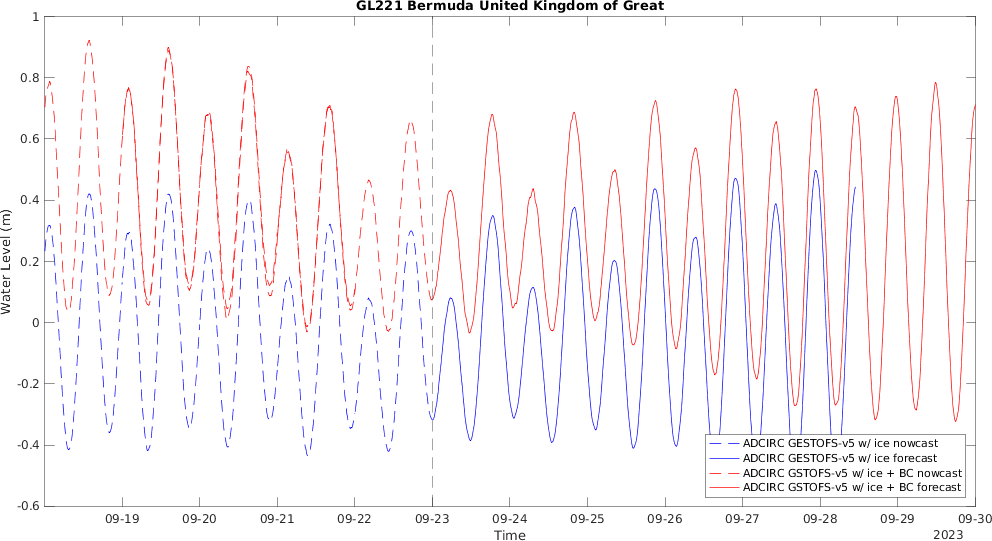 GL221 Bermuda United Kingdom of Great
1
0.8
0.6
0.4
0.2
0
-0.2
-0.4
-0.6
Water Level (m)
ADCIRC GESTOFS-v5 w/ ice nowcast
ADCIRC GESTOFS-v5 w/ ice forecast
ADCIRC GSTOFS-v5 w/ ice + BC nowcast
ADCIRC GSTOFS-v5 w/ ice + BC forecast
09-19 09-20 09-21 09-22 09-23 09-24 09-25 09-26 09-27 09-28 09-29 09-30
Time
2023